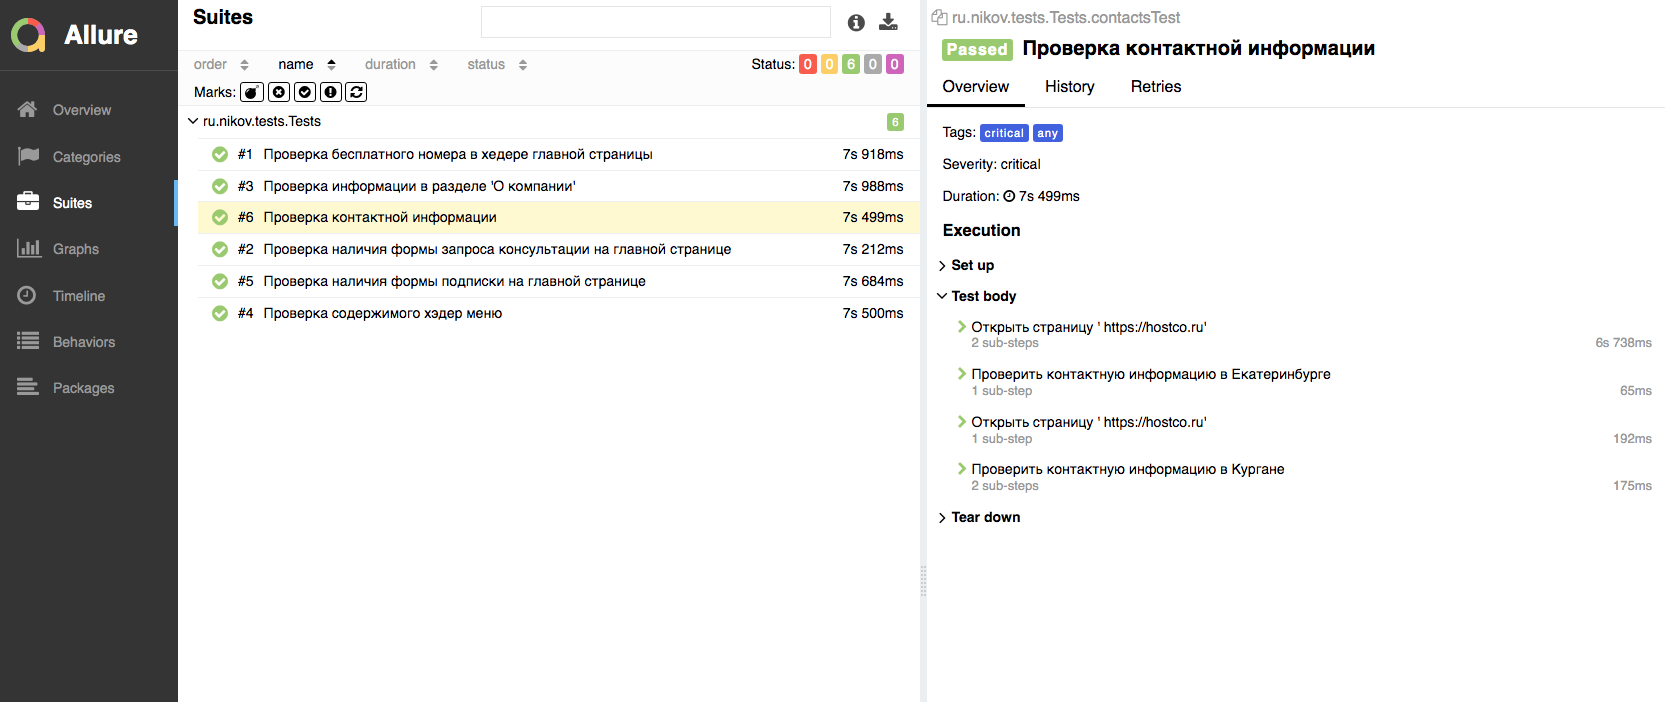 Allure
Overview
Categories
Suites
Graphs
Timeline
Behaviors
Packages
Suites
order name duration status Status: 0 0 6 0 0
Marks:
ru.nikov.tests.Tests 6
#1 Проверка бесплатного номера в хедере главной страницы 7s 918ms
#3 Проверка информации в разделе 'О компании' 7s 988ms
#6 Проверка контактной информации 7s 499ms
#2 Проверка наличия формы запроса консультации на главной странице 7s 212ms
#5 Проверка наличия формы подписки на главной странице 7s 684ms
#4 Проверка содержимого хэдер меню 7s 500ms
ru.nikov.tests.Tests.contactsTest
Passed Проверка контактной информации
Overview History Retries
Tags: critical any
Severity: critical
Duration: 7s 499ms
Execution
Set up
Test body
Открыть страницу ' https://hostco.ru'
2 sub-steps 6s 738ms
Проверить контактную информацию в Екатеринбурге
1 sub-step 65ms
Открыть страницу ' https://hostco.ru'
1 sub-step 192ms
Проверить контактную информацию в Кургане
2 sub-steps 175ms
Tear down